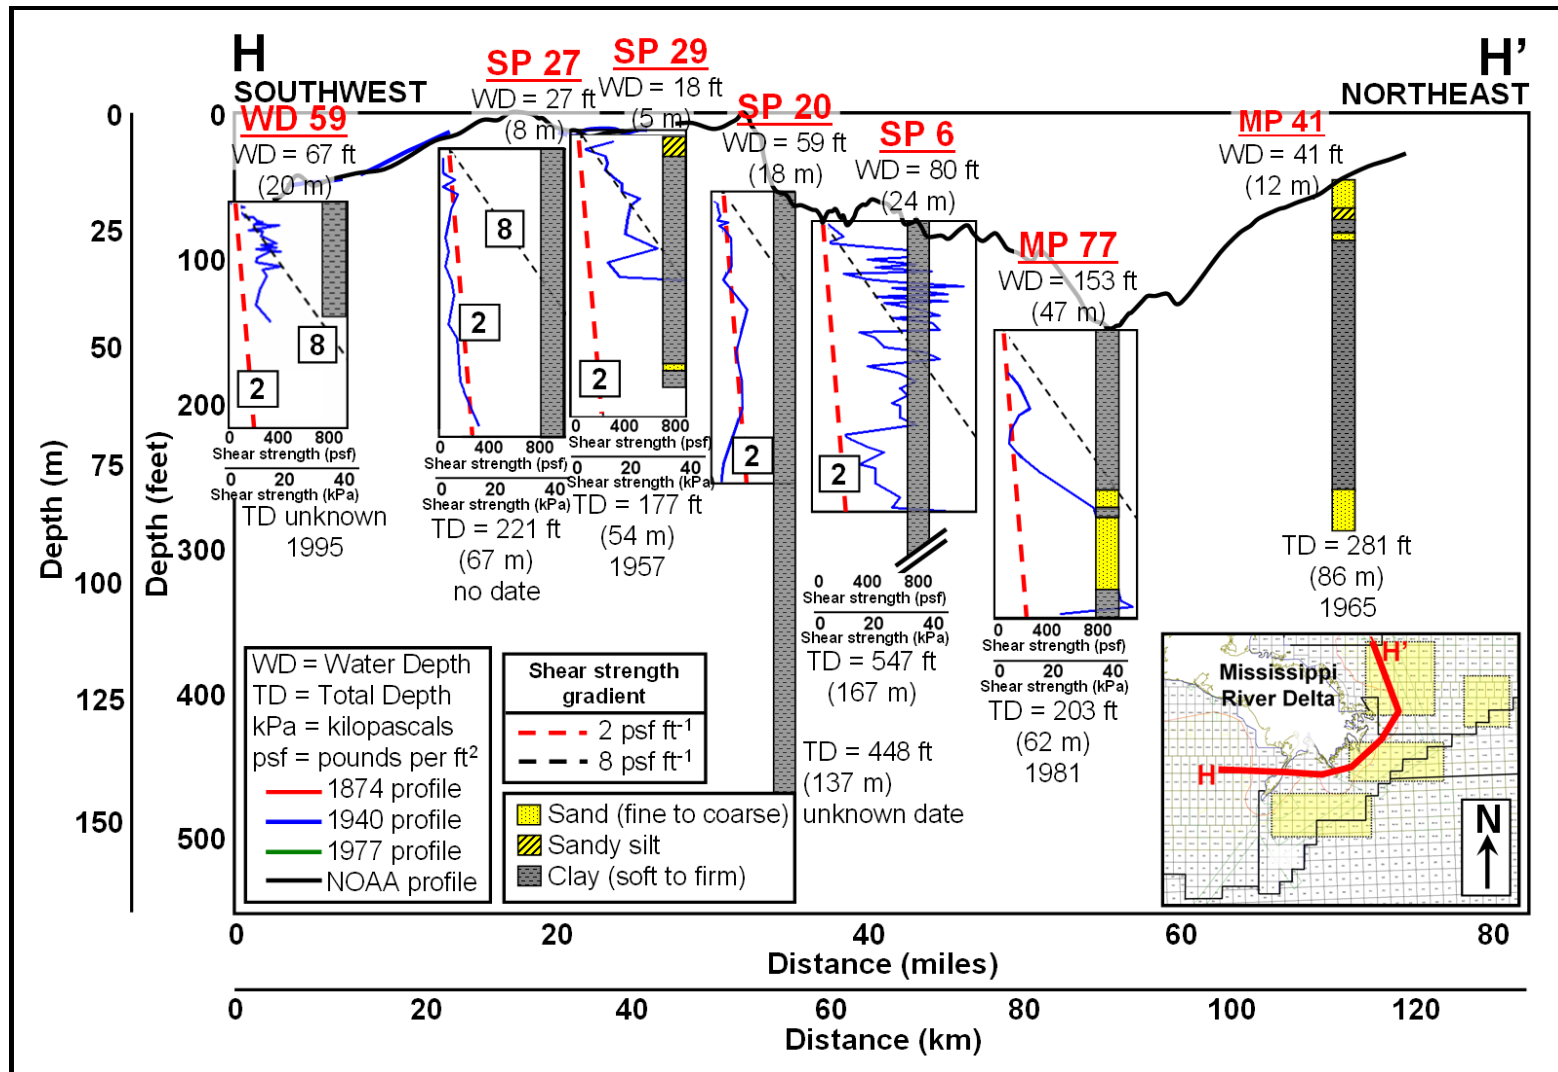 H
SOUTHWEST
H’
NORTHEAST
WD 59
WD = 67 ft
(20 m)
SP 27
WD = 27 ft
(8 m)
SP 29
WD = 18 ft
(5 m)
SP 20
WD = 59 ft
(18 m)
SP 6
WD = 80 ft
(24 m)
MP 77
WD = 153 ft
(47 m)
MP 41
WD = 41 ft
(12 m)
Depth (m)
0
25
50
75
100
125
150
Depth (feet)
100
200
300
400
500
2
8
0 400 800
Shear strength (psf)
0 20 40
Shear strength (kPa)
TD unknown
1995
8
2
0 400 800
Shear strength (psf)
0 20 40
Shear strength (kPa)
TD = 221 ft
(67 m)
no date
2
0 400 800
Shear strength (psf)
0 20 40
Shear strength (kPa)
TD = 177 ft
(54 m)
1957
2
2
0 400 800
Shear strength (psf)
0 20 40
Shear strength (kPa)
TD = 547 ft
(167 m)
TD = 448 ft
(137 m)
unknown date
0 400 800
Shear strength (psf)
0 20 40
Shear strength (kPa)
TD = 203 ft
(62 m)
1981
TD = 281 ft
(86 m)
1965
WD = Water Depth
TD = Total Depth
kPa = kilopascals
psf = pounds per ft²
1874 profile
1940 profile
1977 profile
NOAA profile
Shear strength
gradient
2 psf ft⁻¹
8 psf ft⁻¹
Sand (fine to coarse)
Sandy silt
Clay (soft to firm)
Mississippi
River Delta
H’
H
N
0 20 40 60 80
Distance (miles)
0 20 40 60 80 100 120
Distance (km)